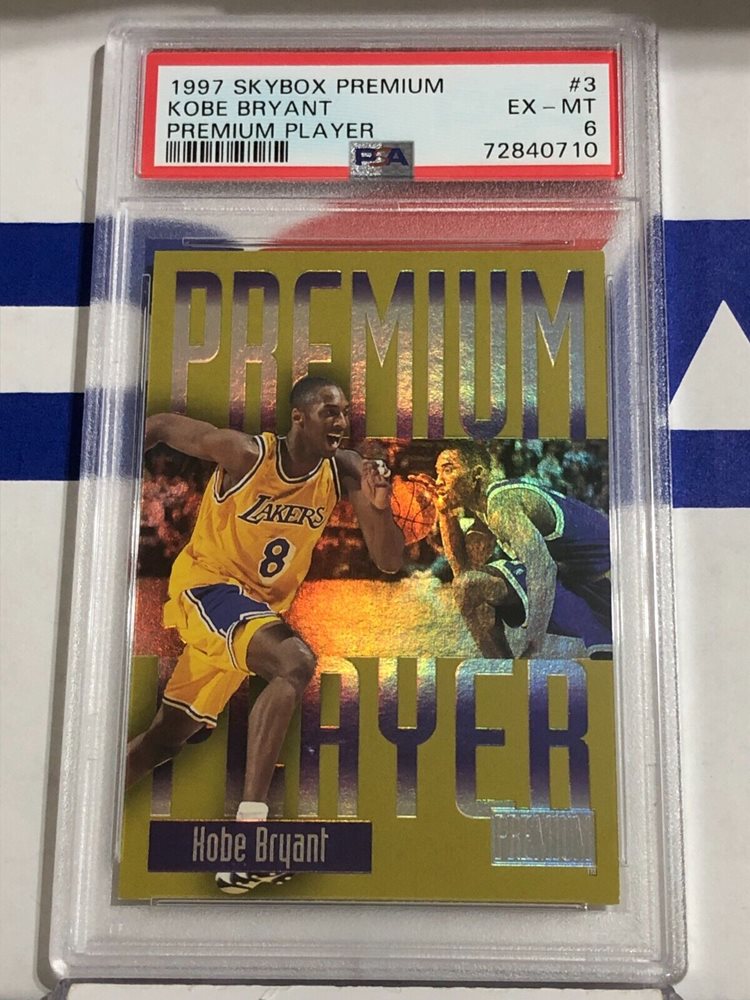 1997 SKYBOX PREMIUM #3
KOBE BRYANT EX - MT
PREMIUM PLAYER 6
PSA 72840710
PREMIUM
LAKERS
8
PLAYER
Kobe Bryant
PREMIUM